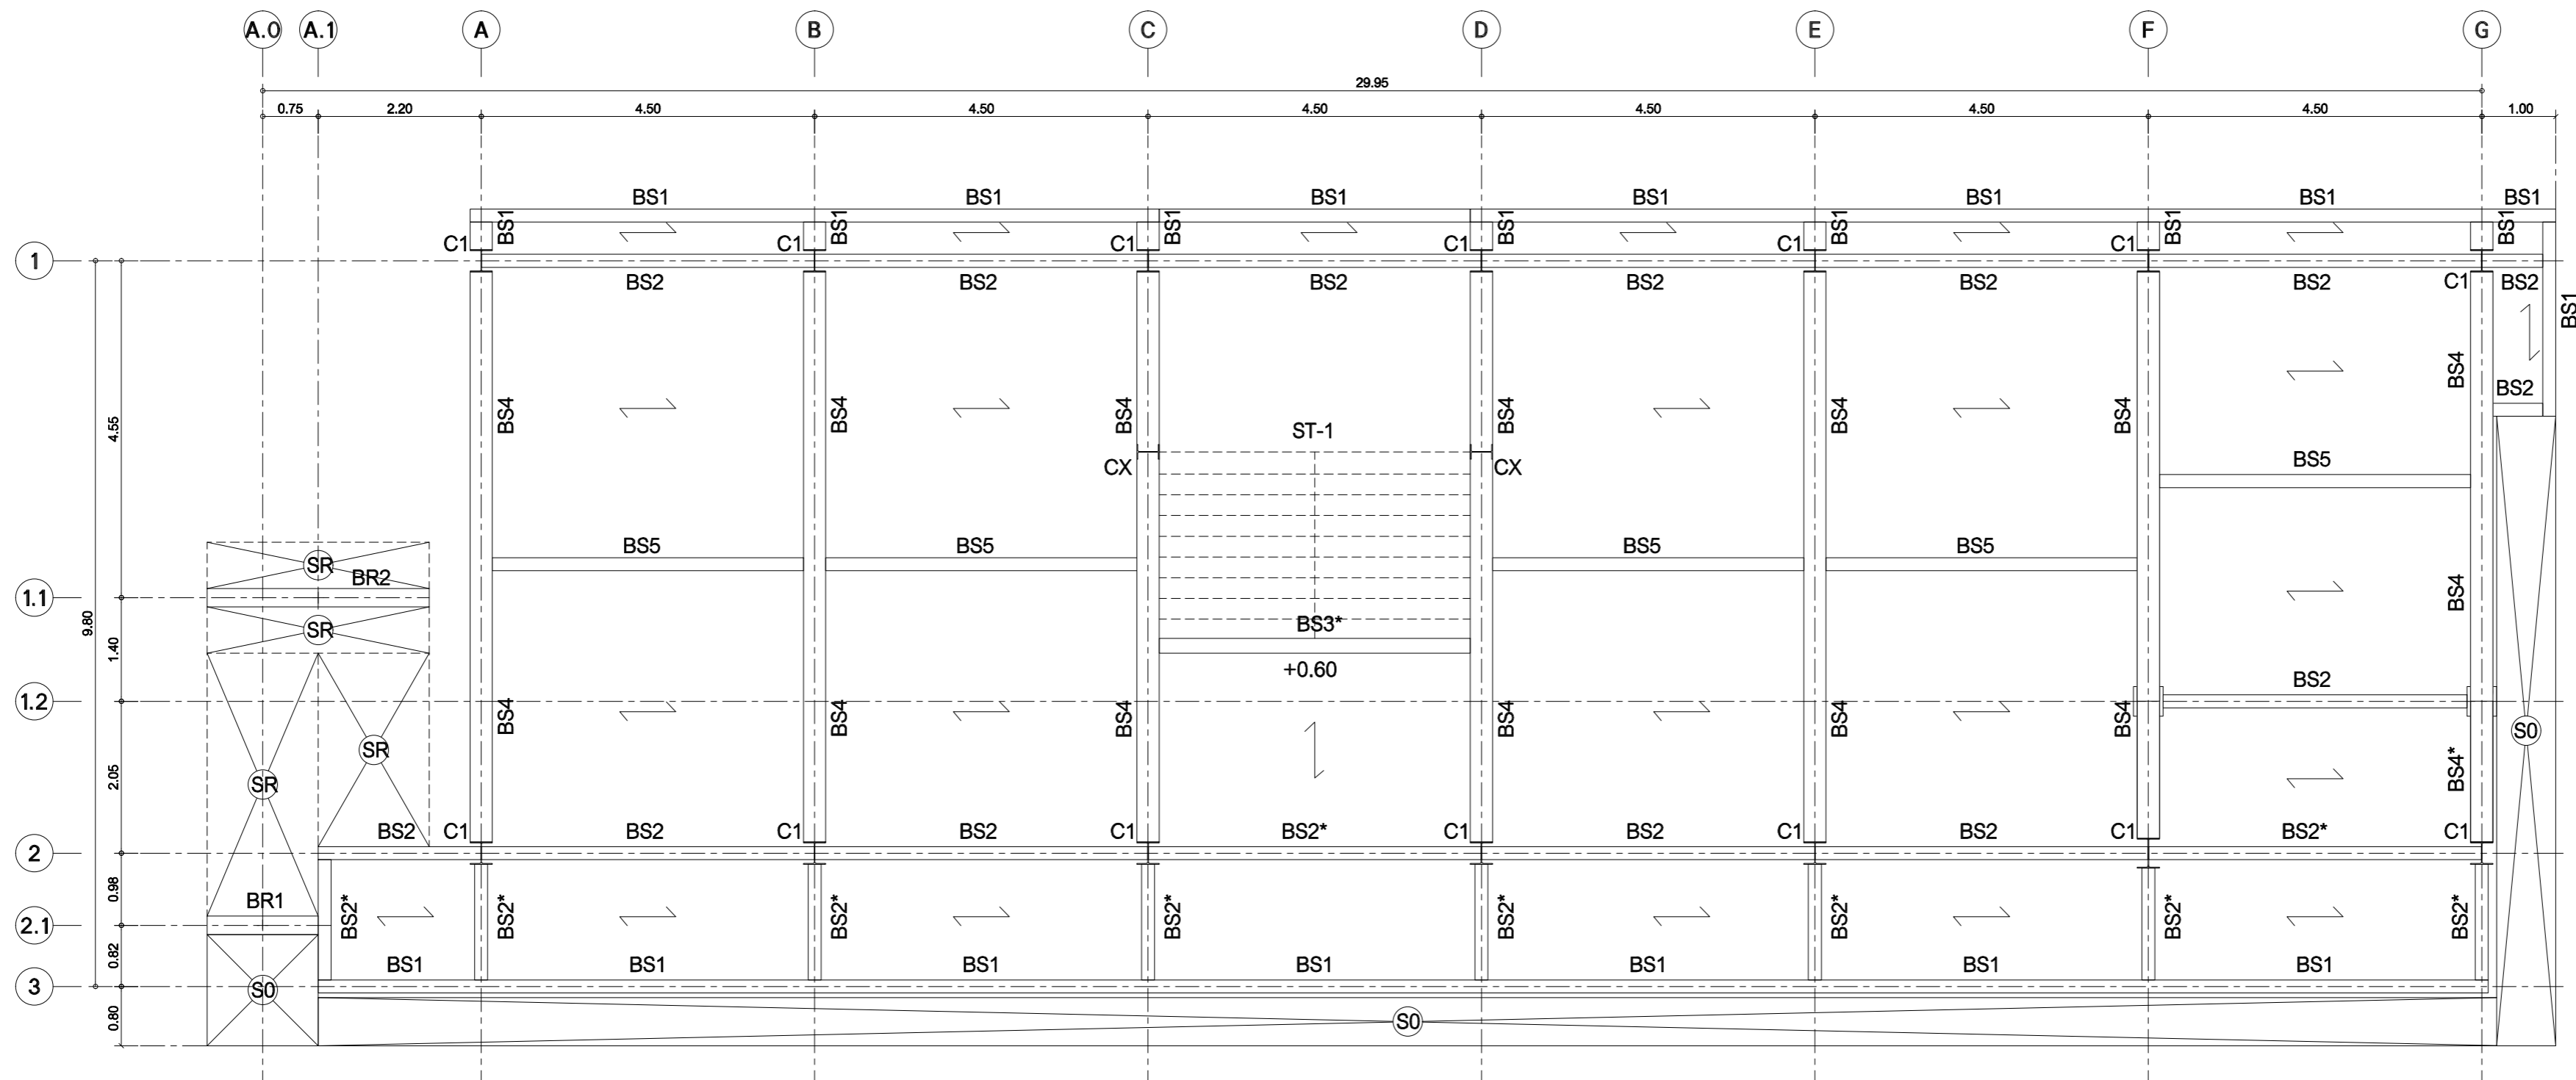 A.0 A.1 A B C D E F G
29.95
0.75 2.20 4.50 4.50 4.50 4.50 4.50 4.50 1.00
BS1 BS1 BS1 BS1 BS1 BS1 BS1
BS1 BS1 BS1 BS1 BS1 BS1 BS1
C1 C1 C1 C1 C1 C1
1
BS2 BS2 BS2 BS2 BS2 BS2 C1 BS2
BS1
BS4
BS2
BS4 BS4 BS4 BS4 BS4 BS4
4.55
ST-1
CX CX
BS5
BS5 BS5 BS5 BS5
SR
BR2
1.1
BS4
9.80
SR
BS3*
1.40
+0.60
BS2
1.2
BS4 BS4 BS4 BS4 BS4 BS4
S0
SR
BS4*
2.05
SR
BS2 C1 BS2 C1 BS2 C1 BS2* C1 BS2 C1 BS2 C1 BS2* C1
2
0.98
BR1
BS2* BS2* BS2* BS2* BS2* BS2* BS2* BS2*
2.1
0.82
BS1 BS1 BS1 BS1 BS1 BS1 BS1
3
S0
0.80
S0